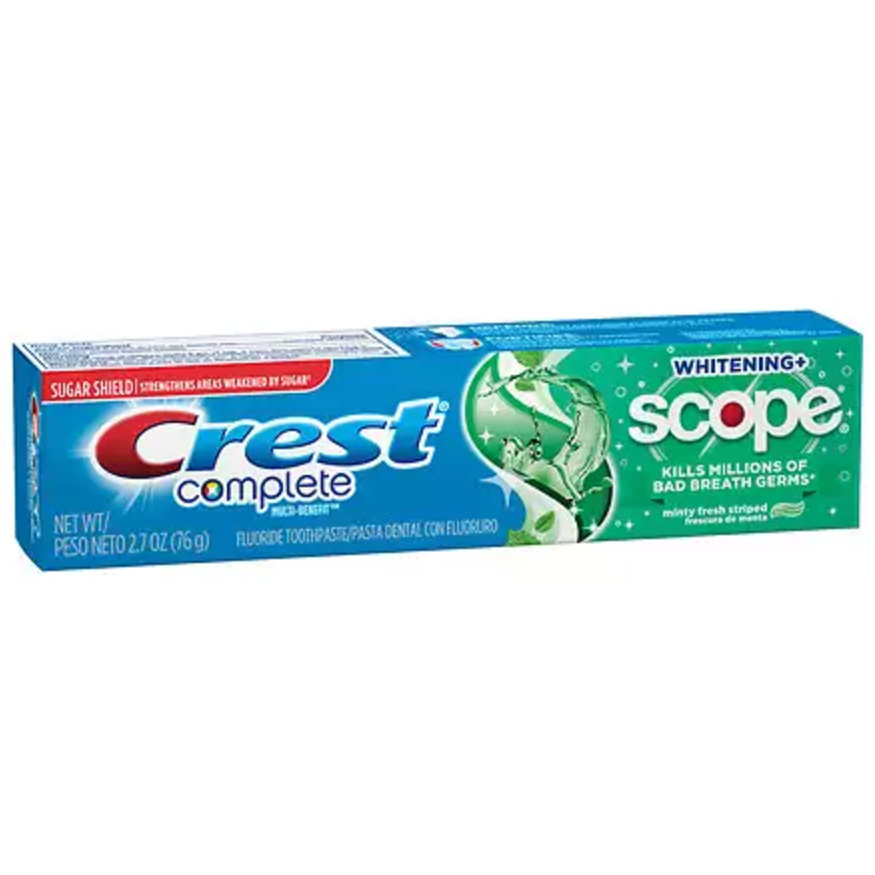 SUGAR SHIELD | STRENGTHENS AREAS WEAKENED BY SUGAR†
Crest®
complete
MULTI-BENEFIT™
NET WT/
PESO NETO 2.7 OZ (76 g)
FLUORIDE TOOTHPASTE/PASTA DENTAL CON FLUORURO
WHITENING+
scope®
KILLS MILLIONS OF
BAD BREATH GERMS*
minty fresh striped
frescura de menta